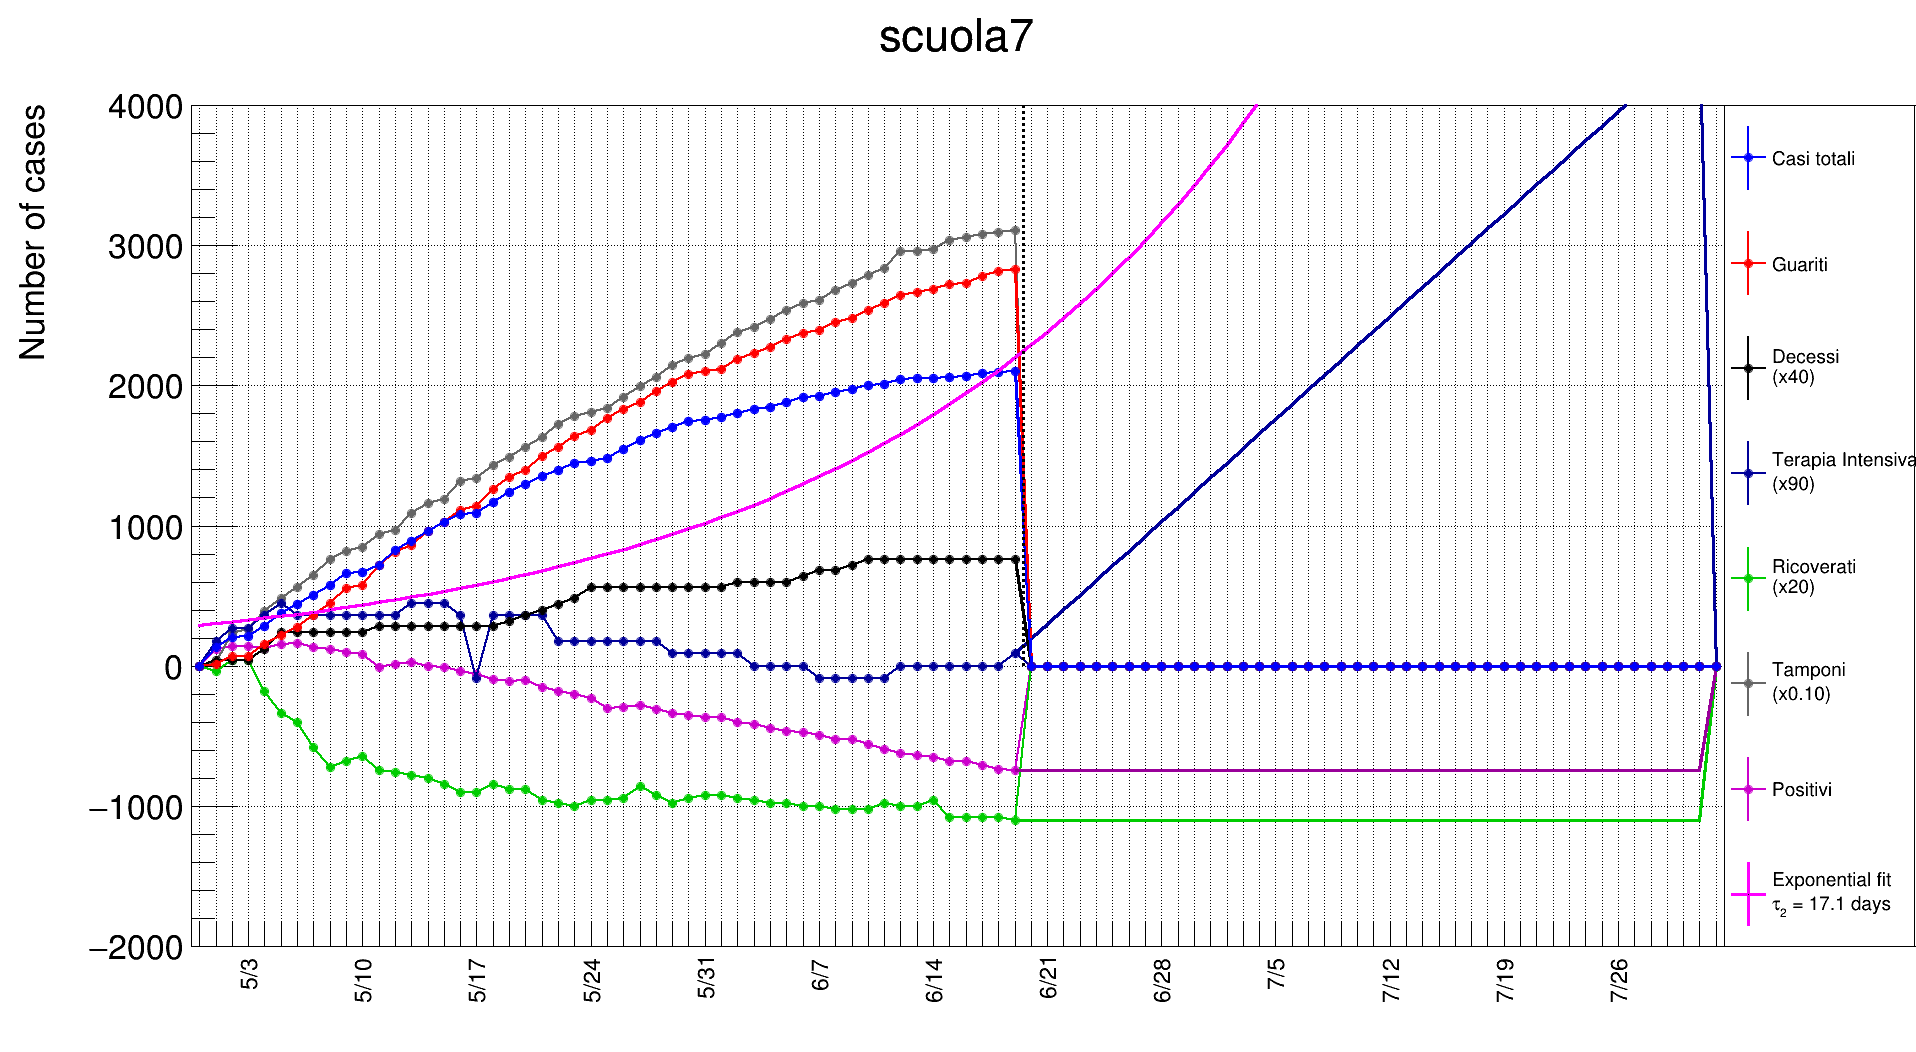 scuola7
Number of cases
4000
3000
2000
1000
0
−1000
−2000
5/3
5/10
5/17
5/24
5/31
6/7
6/14
6/21
6/28
7/5
7/12
7/19
7/26
Casi totali
Guariti
Decessi
(x40)
Terapia Intensiva
(x90)
Ricoverati
(x20)
Tamponi
(x0.10)
Positivi
Exponential fit
τ2 = 17.1 days